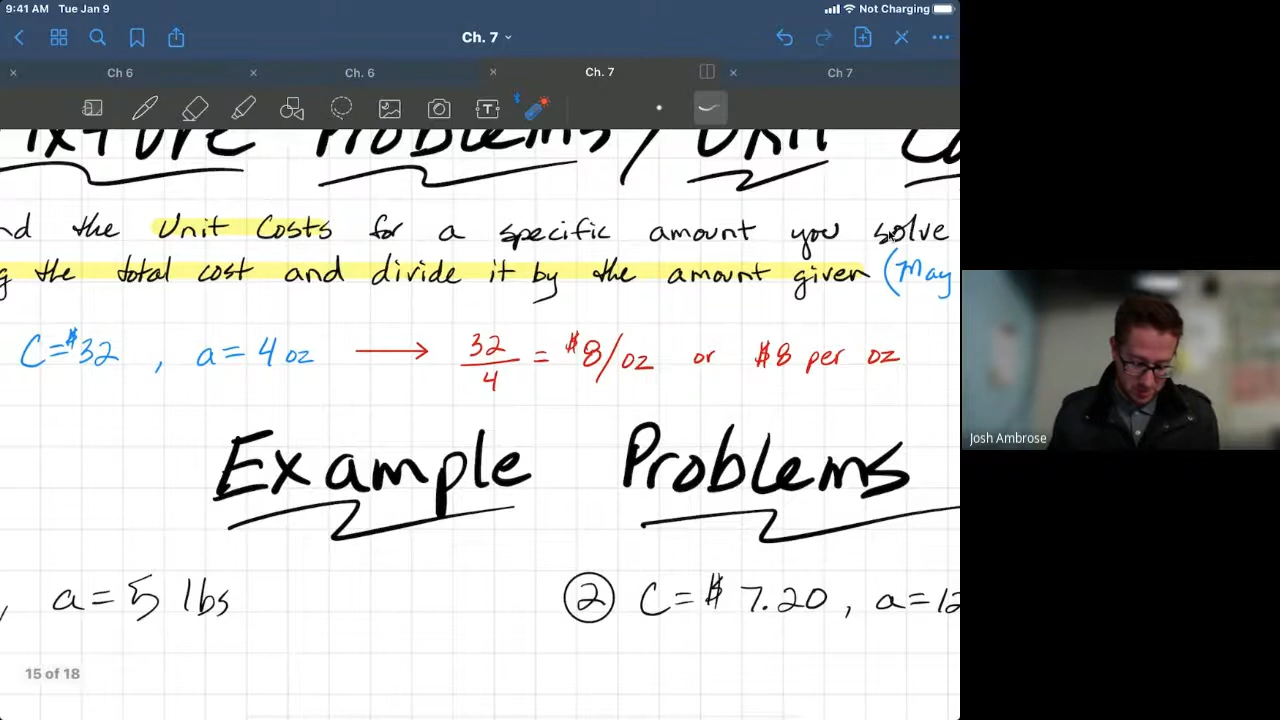 9:41 AM Tue Jan 9
Not Charging
Ch. 7
Ch 6
Ch. 6
Ch. 7
Ch 7
Problems / Unit
the Unit Costs for a specific amount you solve
the total cost and divide it by the amount given (May
C=$32 , a= 4 oz → 32/4 = $8/oz or $8 per oz
Example Problems
, a= 5 lbs
② C= $ 7.20 , a=12
15 of 18
Josh Ambrose